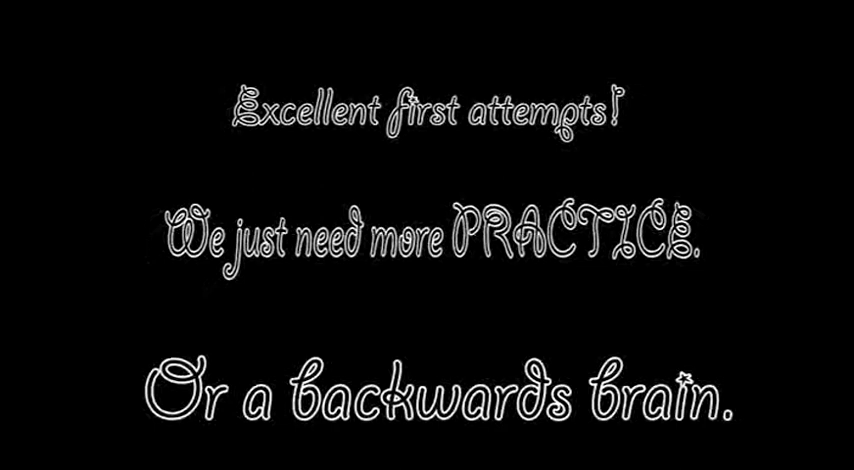 Excellent first attempts!
We just need more PRACTICE.
Or a backwards brain.